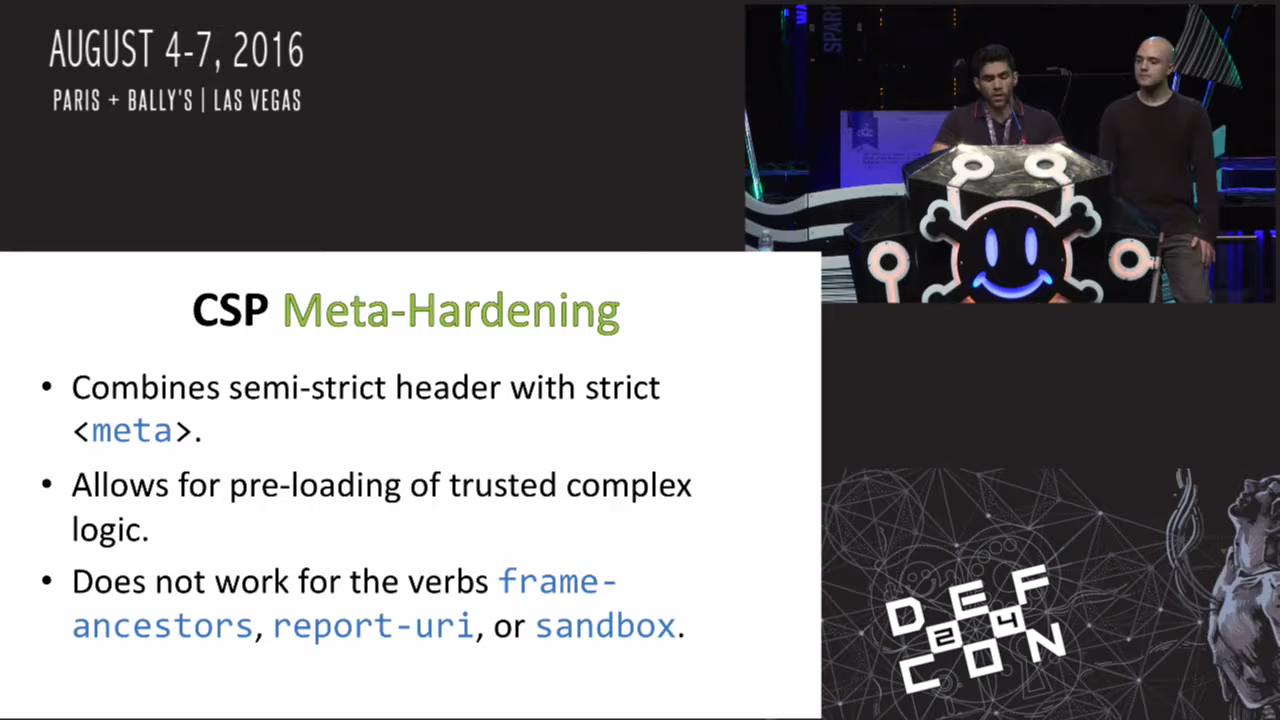 AUGUST 4-7, 2016
PARIS + BALLY'S | LAS VEGAS
CSP Meta-Hardening
• Combines semi-strict header with strict
<meta>.
• Allows for pre-loading of trusted complex
logic.
• Does not work for the verbs frame-
ancestors, report-uri, or sandbox.
DEF
24
CON